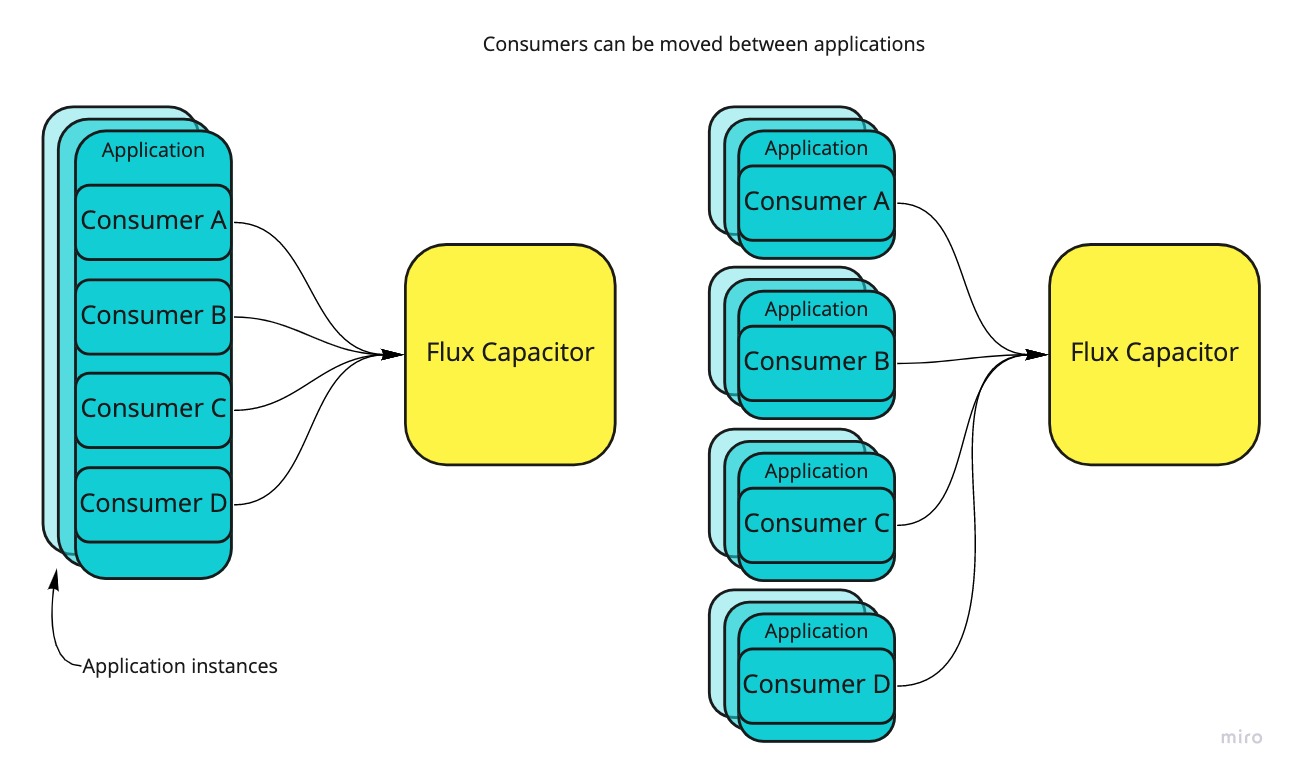 Consumers can be moved between applications
Application
Consumer A
Consumer B
Consumer C
Consumer D
Flux Capacitor
Application instances
Application
Consumer A
Application
Consumer B
Application
Consumer C
Application
Consumer D
Flux Capacitor
miro